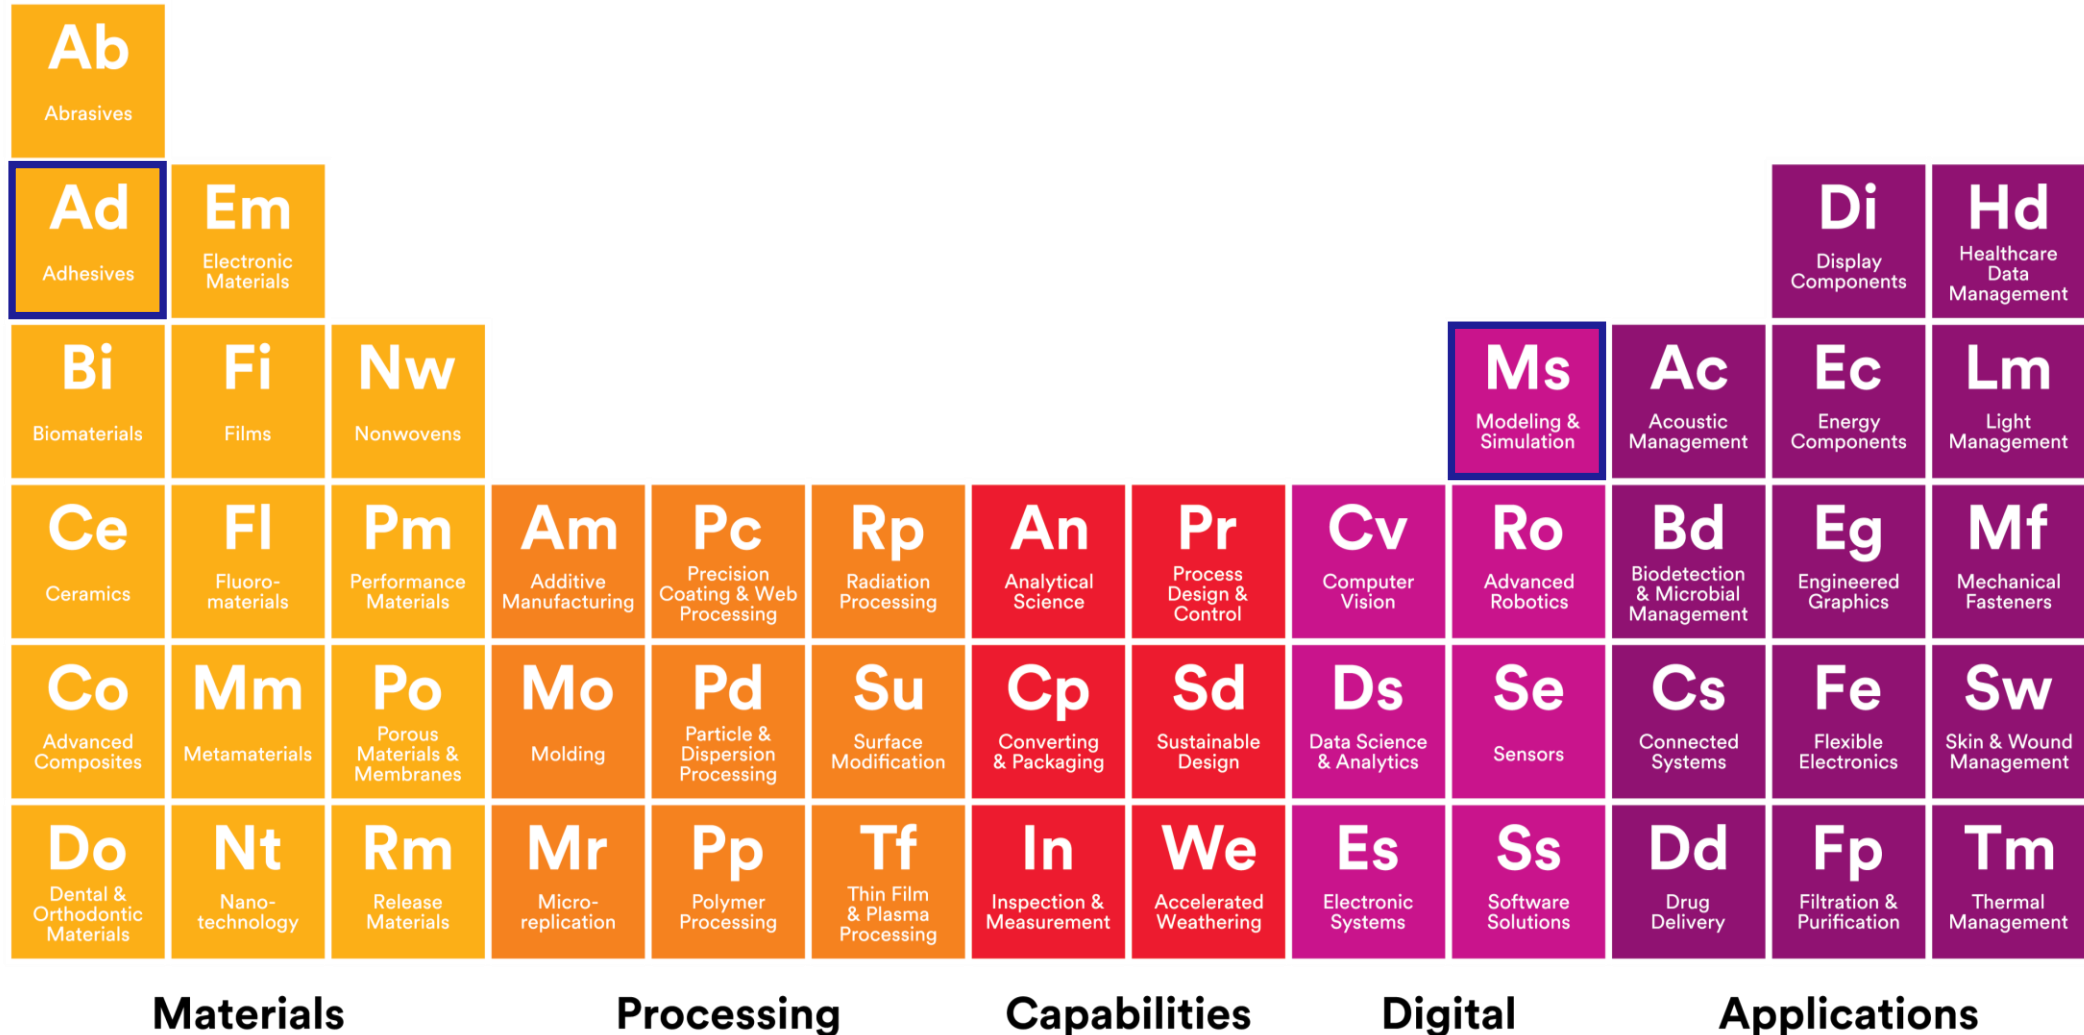 Ab
Abrasives
Ad
Adhesives
Em
Electronic
Materials
Di
Display
Components
Hd
Healthcare
Data
Management
Bi
Biomaterials
Fi
Films
Nw
Nonwovens
Ms
Modeling &
Simulation
Ac
Acoustic
Management
Ec
Energy
Components
Lm
Light
Management
Ce
Ceramics
Fl
Fluoro-
materials
Pm
Performance
Materials
Am
Additive
Manufacturing
Pc
Precision
Coating & Web
Processing
Rp
Radiation
Processing
An
Analytical
Science
Pr
Process
Design &
Control
Cv
Computer
Vision
Ro
Advanced
Robotics
Bd
Biodetection
& Microbial
Management
Eg
Engineered
Graphics
Mf
Mechanical
Fasteners
Co
Advanced
Composites
Mm
Metamaterials
Po
Porous
Materials &
Membranes
Mo
Molding
Pd
Particle &
Dispersion
Processing
Su
Surface
Modification
Cp
Converting
& Packaging
Sd
Sustainable
Design
Ds
Data Science
& Analytics
Se
Sensors
Cs
Connected
Systems
Fe
Flexible
Electronics
Sw
Skin & Wound
Management
Do
Dental &
Orthodontic
Materials
Nt
Nano-
technology
Rm
Release
Materials
Mr
Micro-
replication
Pp
Polymer
Processing
Tf
Thin Film
& Plasma
Processing
In
Inspection &
Measurement
We
Accelerated
Weathering
Es
Electronic
Systems
Ss
Software
Solutions
Dd
Drug
Delivery
Fp
Filtration &
Purification
Tm
Thermal
Management
Materials
Processing
Capabilities
Digital
Applications